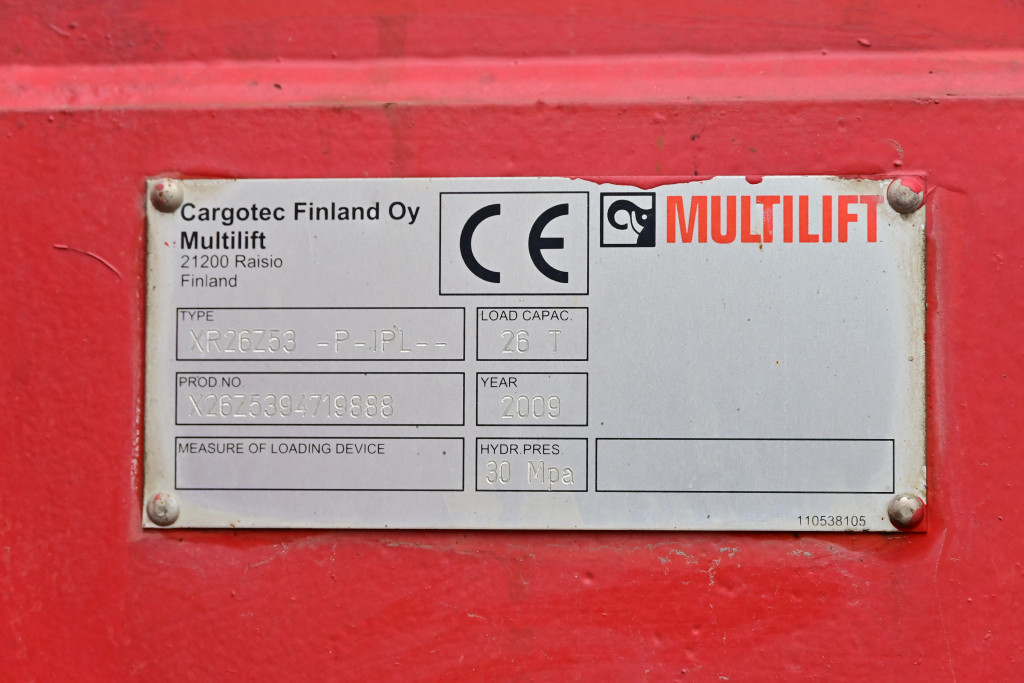 Cargotec Finland Oy
Multilift
21200 Raisio
Finland
CE
MULTILIFT
TYPE
XR26Z53 -P-IPL--
LOAD CAPAC.
26 T
PROD.NO
X26Z5394719888
YEAR
2009
MEASURE OF LOADING DEVICE
HYDR.PRES.
30 Mpa
110538105